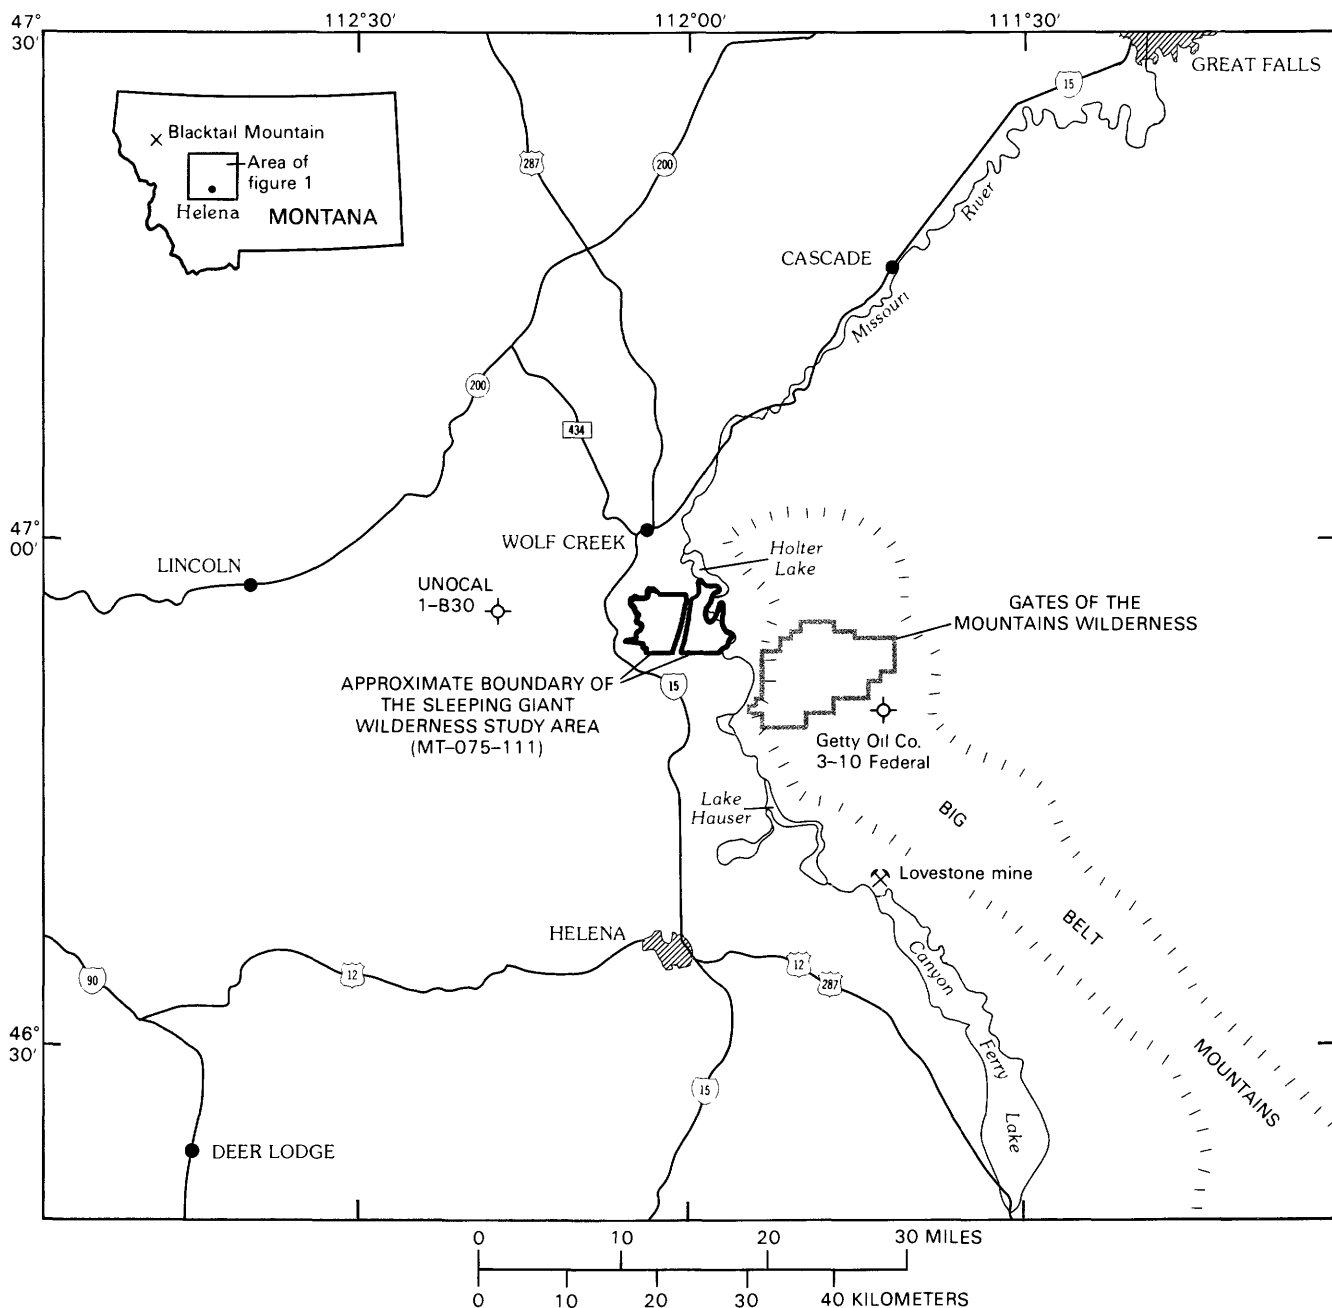 47°
30′
112°30′
112°00′
111°30′
GREAT FALLS
15
Blacktail Mountain
Area of
figure 1
Helena
MONTANA
287
200
River
CASCADE
Missouri
200
434
47°
00′
WOLF CREEK
Holter
Lake
LINCOLN
UNOCAL
1–B30
GATES OF THE
MOUNTAINS WILDERNESS
APPROXIMATE BOUNDARY OF
THE SLEEPING GIANT
WILDERNESS STUDY AREA
(MT–075–111)
15
Getty Oil Co.
3–10 Federal
Lake
Hauser
BIG
BELT
MOUNTAINS
Lovestone mine
HELENA
90
12
12
287
Canyon
Ferry
Lake
46°
30′
15
DEER LODGE
0 10 20 30 MILES
0 10 20 30 40 KILOMETERS